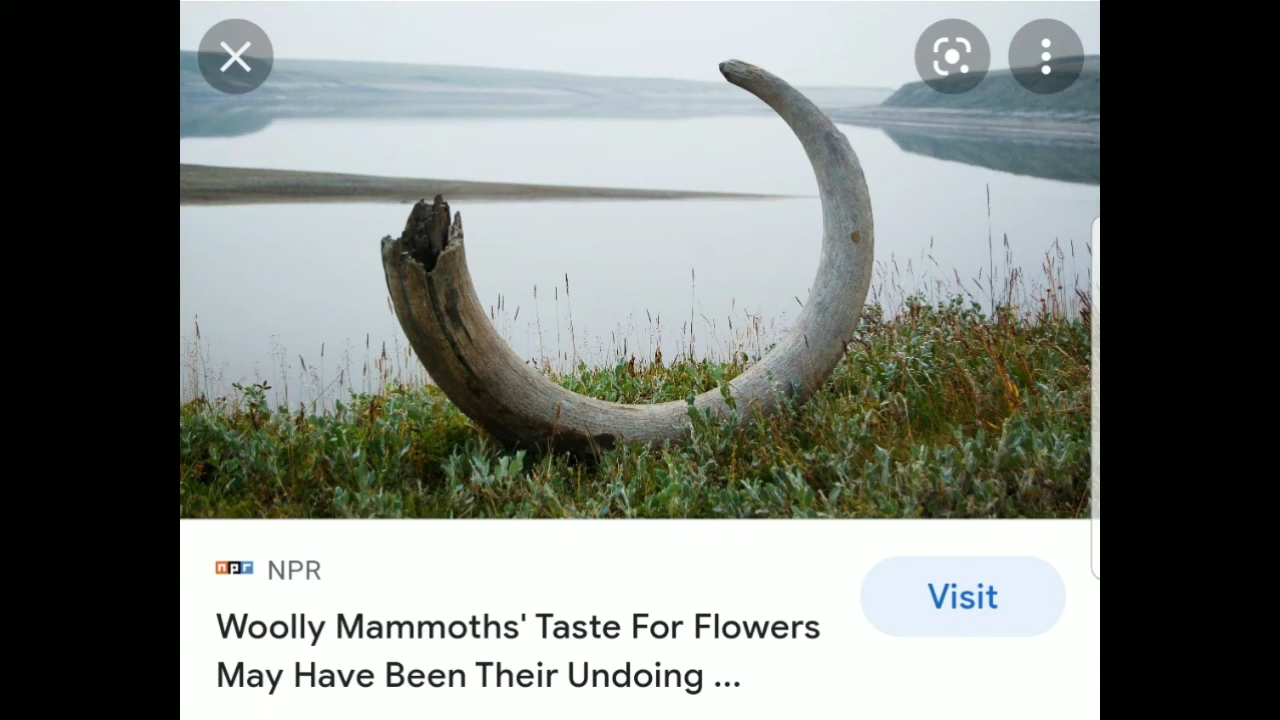 npr NPR
Visit
Woolly Mammoths' Taste For Flowers
May Have Been Their Undoing ...